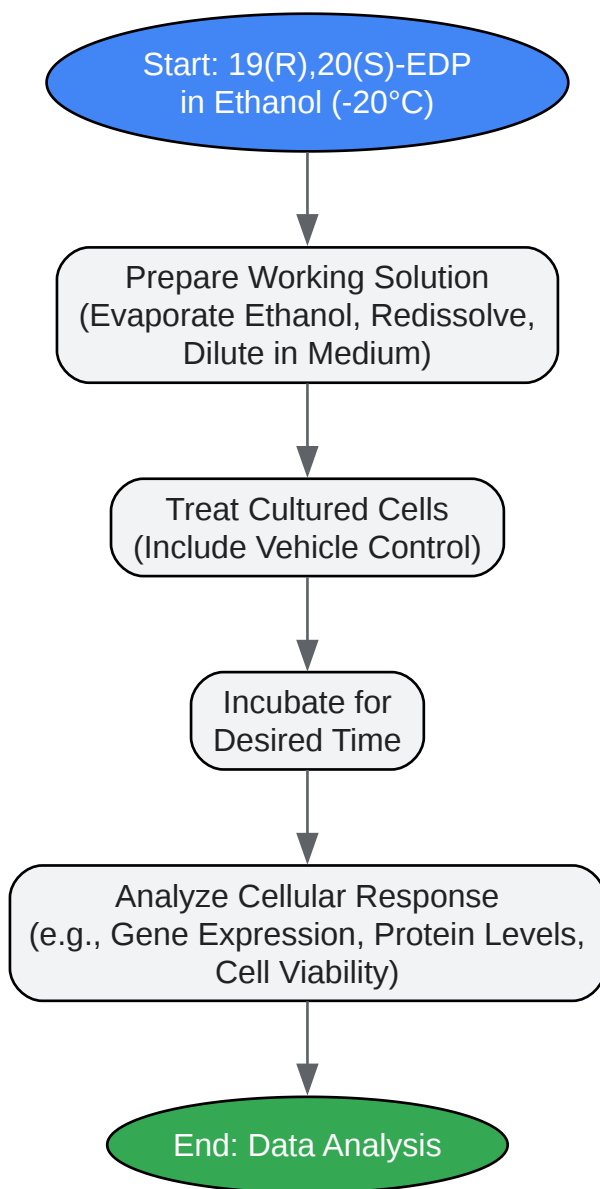 Start: 19(R),20(S)-EDP
in Ethanol (-20°C)
Prepare Working Solution
(Evaporate Ethanol, Redissolve,
Dilute in Medium)
Treat Cultured Cells
(Include Vehicle Control)
Incubate for
Desired Time
Analyze Cellular Response
(e.g., Gene Expression, Protein Levels,
Cell Viability)
End: Data Analysis